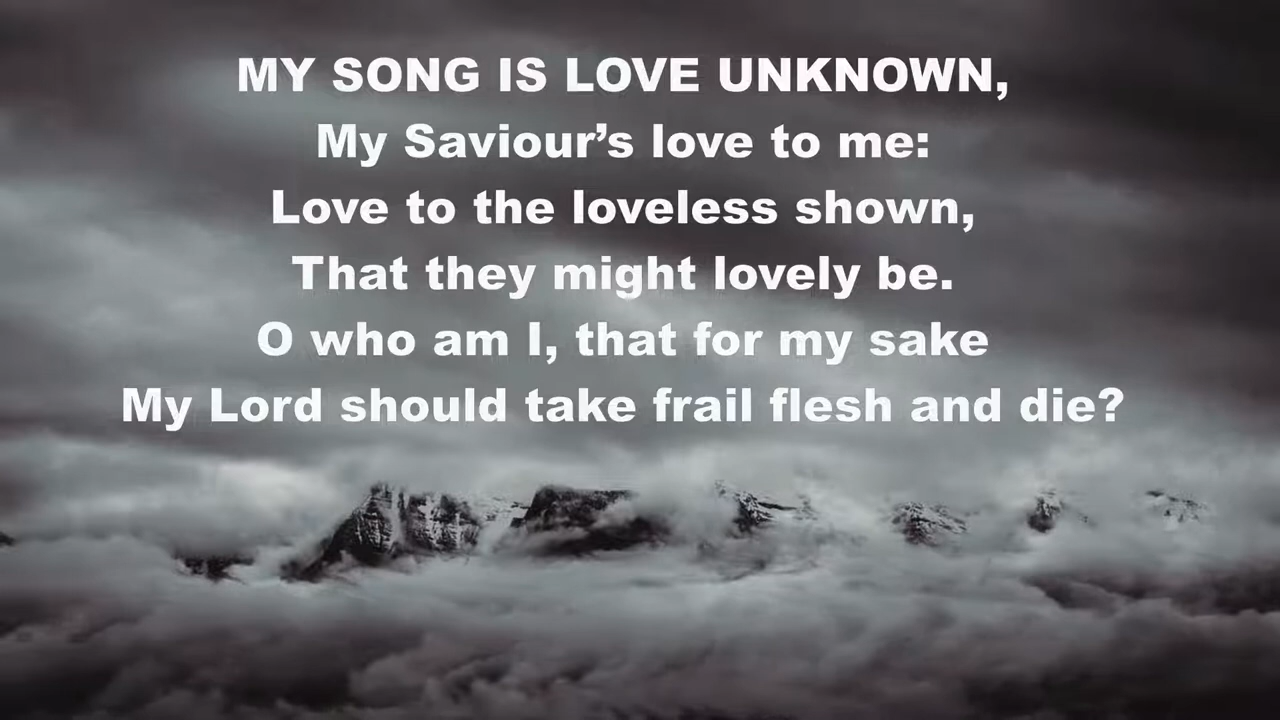 MY SONG IS LOVE UNKNOWN,
My Saviour’s love to me:
Love to the loveless shown,
That they might lovely be.
O who am I, that for my sake
My Lord should take frail flesh and die?